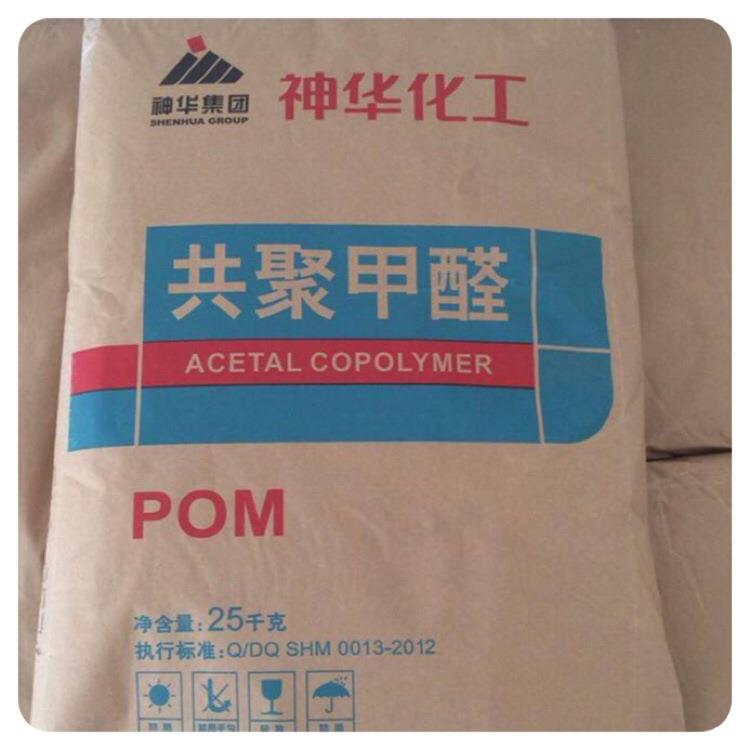 神华集团
SHENHUA GROUP
神华化工
共聚甲醛
ACETAL COPOLYMER
POM
净含量：25千克
执行标准：Q/DQ SHM 0013-2012